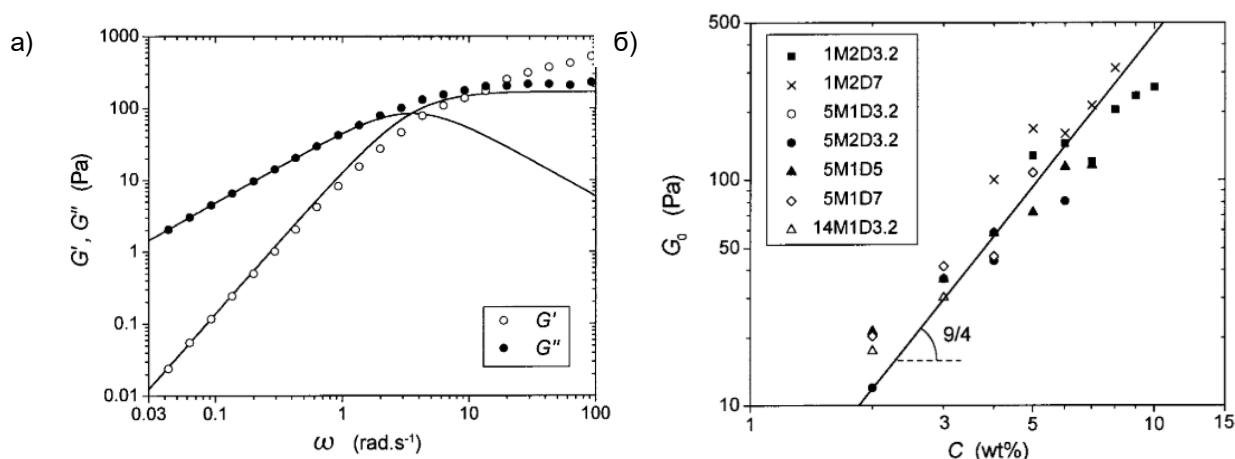 а)
1000
100
10
1
0.1
0.01
G', G'' (Pa)
0.03
0.1
1
10
100
ω (rad.s⁻¹)
G'
G''
б)
500
100
50
10
G₀ (Pa)
1M2D3.2
1M2D7
5M1D3.2
5M2D3.2
5M1D5
5M1D7
14M1D3.2
9/4
1
3
5
10
15
C (wt%)